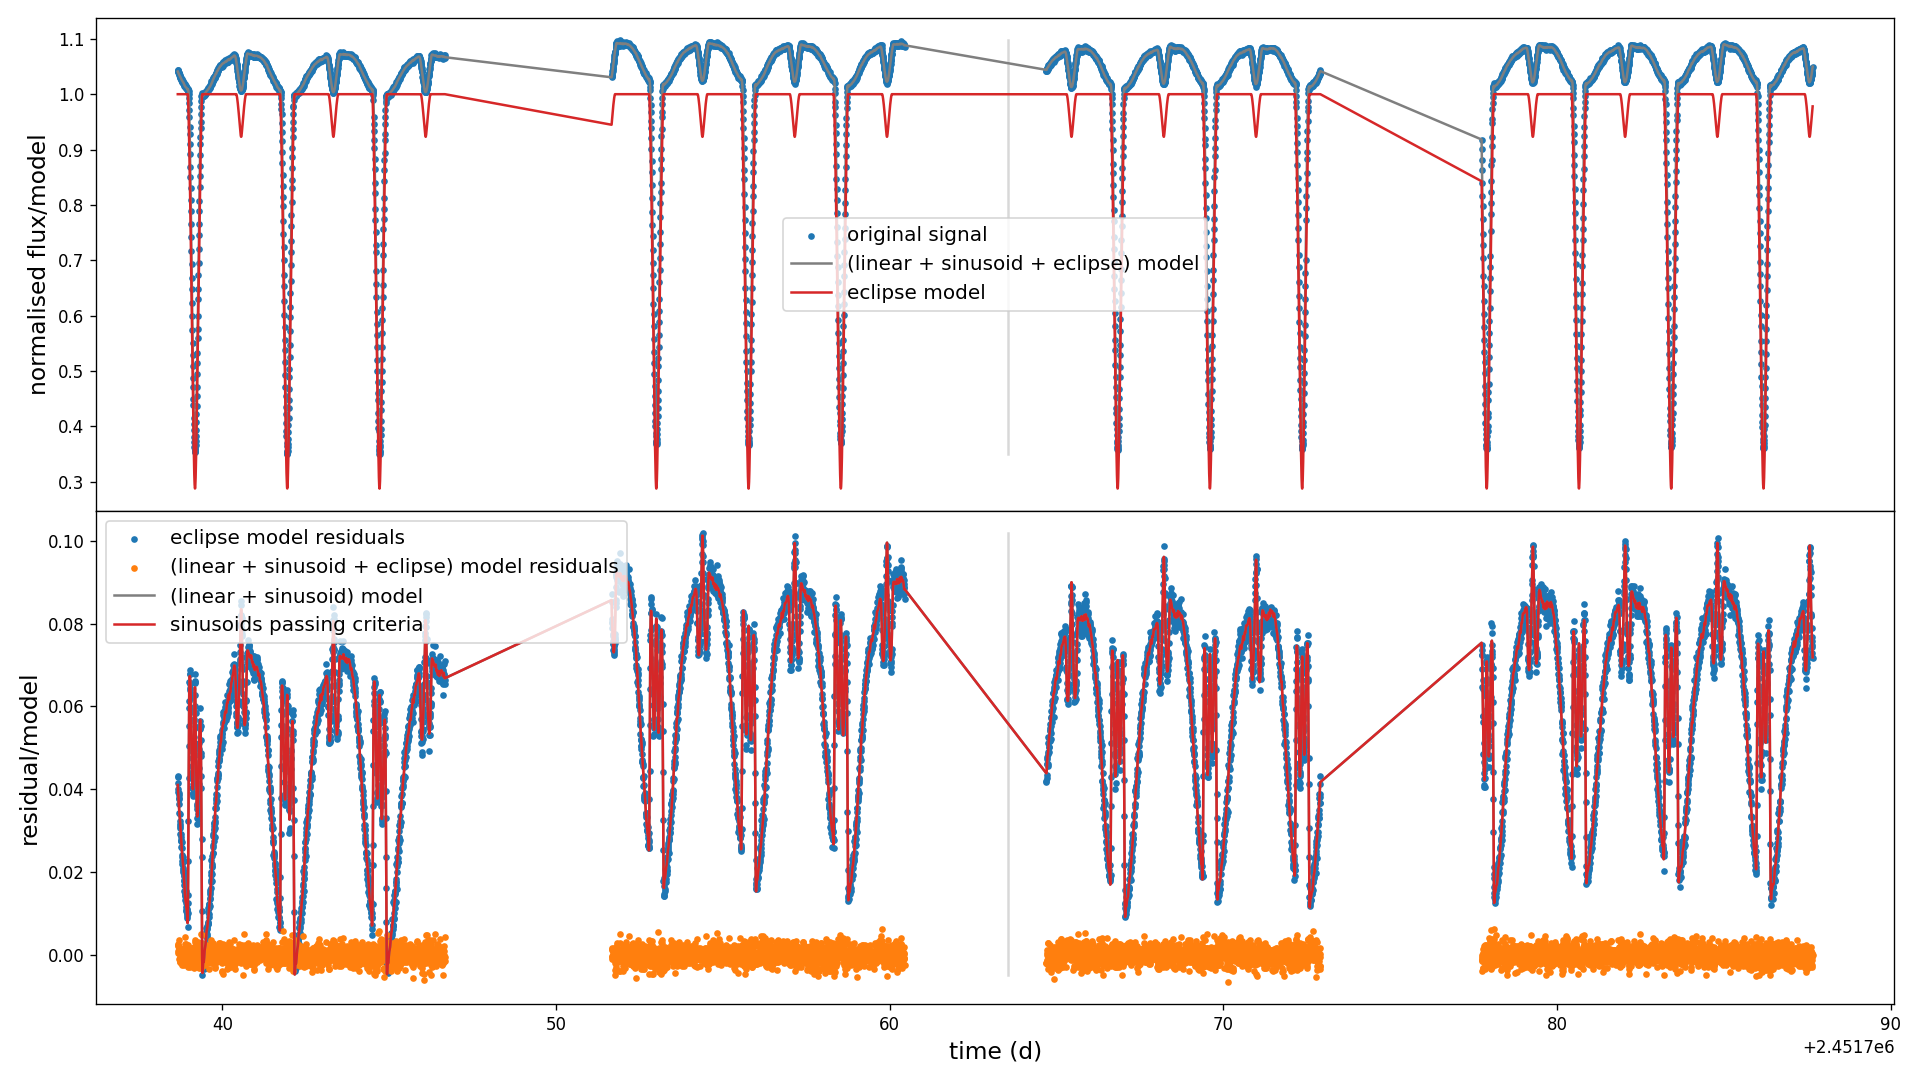 normalised flux/model
1.1
1.0
0.9
0.8
0.7
0.6
0.5
0.4
0.3
original signal
(linear + sinusoid + eclipse) model
eclipse model
residual/model
0.10
0.08
0.06
0.04
0.02
0.00
eclipse model residuals
(linear + sinusoid + eclipse) model residuals
(linear + sinusoid) model
sinusoids passing criteria
40 50 60 70 80 90
time (d)
+2.4517e6